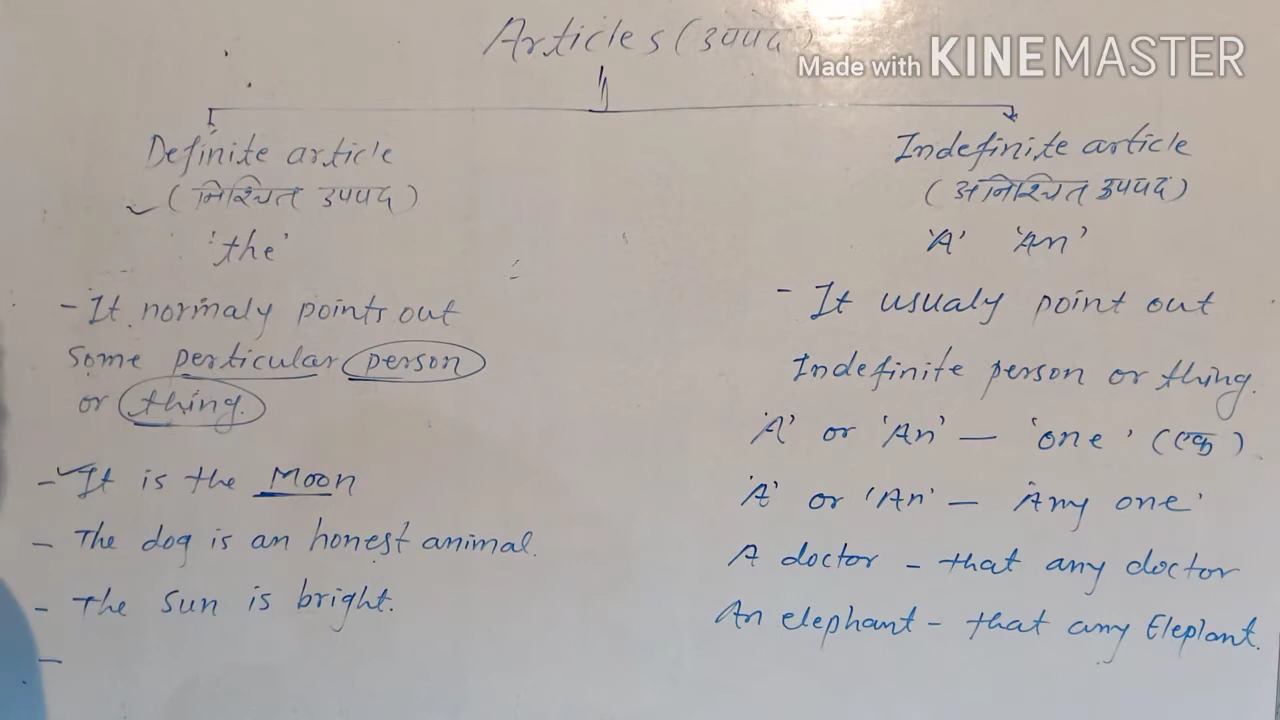 Articles (उपपद)
Made with KINEMASTER
Definite article
(निश्चित उपपद)
'the'
- It normaly points out
some perticular person
or thing.
- It is the Moon
- The dog is an honest animal.
- The sun is bright.
-
Indefinite article
(अनिश्चित उपपद)
'A' 'An'
- It usualy point out
Indefinite person or thing.
'A' or 'An' - 'one' (एक)
'A' or 'An' - 'Any one'
A doctor - that any doctor
An elephant - that any Eleplant.